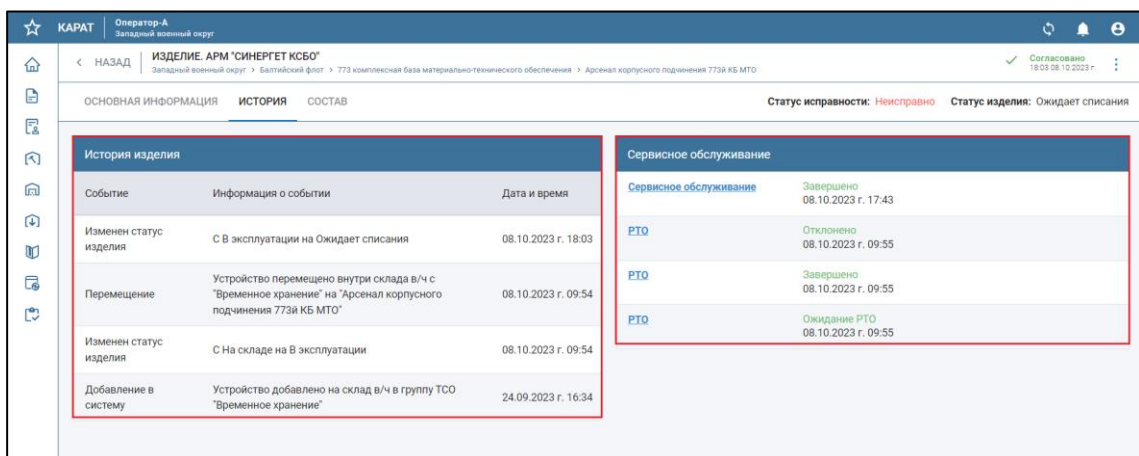 КАРАТ
Оператор-А
Западный военный округ
НАЗАД
ИЗДЕЛИЕ. АРМ "СИНЕРГЕТ КСБО"
Западный военный округ > Балтийский флот > 773 комплексная база материально-технического обеспечения > Арсенал корпусного подчинения 773й КБ МТО
Согласовано
18:03 08.10.2023 г.
ОСНОВНАЯ ИНФОРМАЦИЯ ИСТОРИЯ СОСТАВ
Статус исправности: Неисправно Статус изделия: Ожидает списания
История изделия
Событие Информация о событии Дата и время
Изменен статус
изделия
С В эксплуатации на Ожидает списания
08.10.2023 г. 18:03
Перемещение
Устройство перемещено внутри склада в/ч с
"Временное хранение" на "Арсенал корпусного
подчинения 773й КБ МТО"
08.10.2023 г. 09:54
Изменен статус
изделия
С На складе на В эксплуатации
08.10.2023 г. 09:54
Добавление в
систему
Устройство добавлено на склад в/ч в группу ТСО
"Временное хранение"
24.09.2023 г. 16:34
Сервисное обслуживание
Сервисное обслуживание
Завершено
08.10.2023 г. 17:43
РТО
Отклонено
08.10.2023 г. 09:55
РТО
Завершено
08.10.2023 г. 09:55
РТО
Ожидание РТО
08.10.2023 г. 09:55